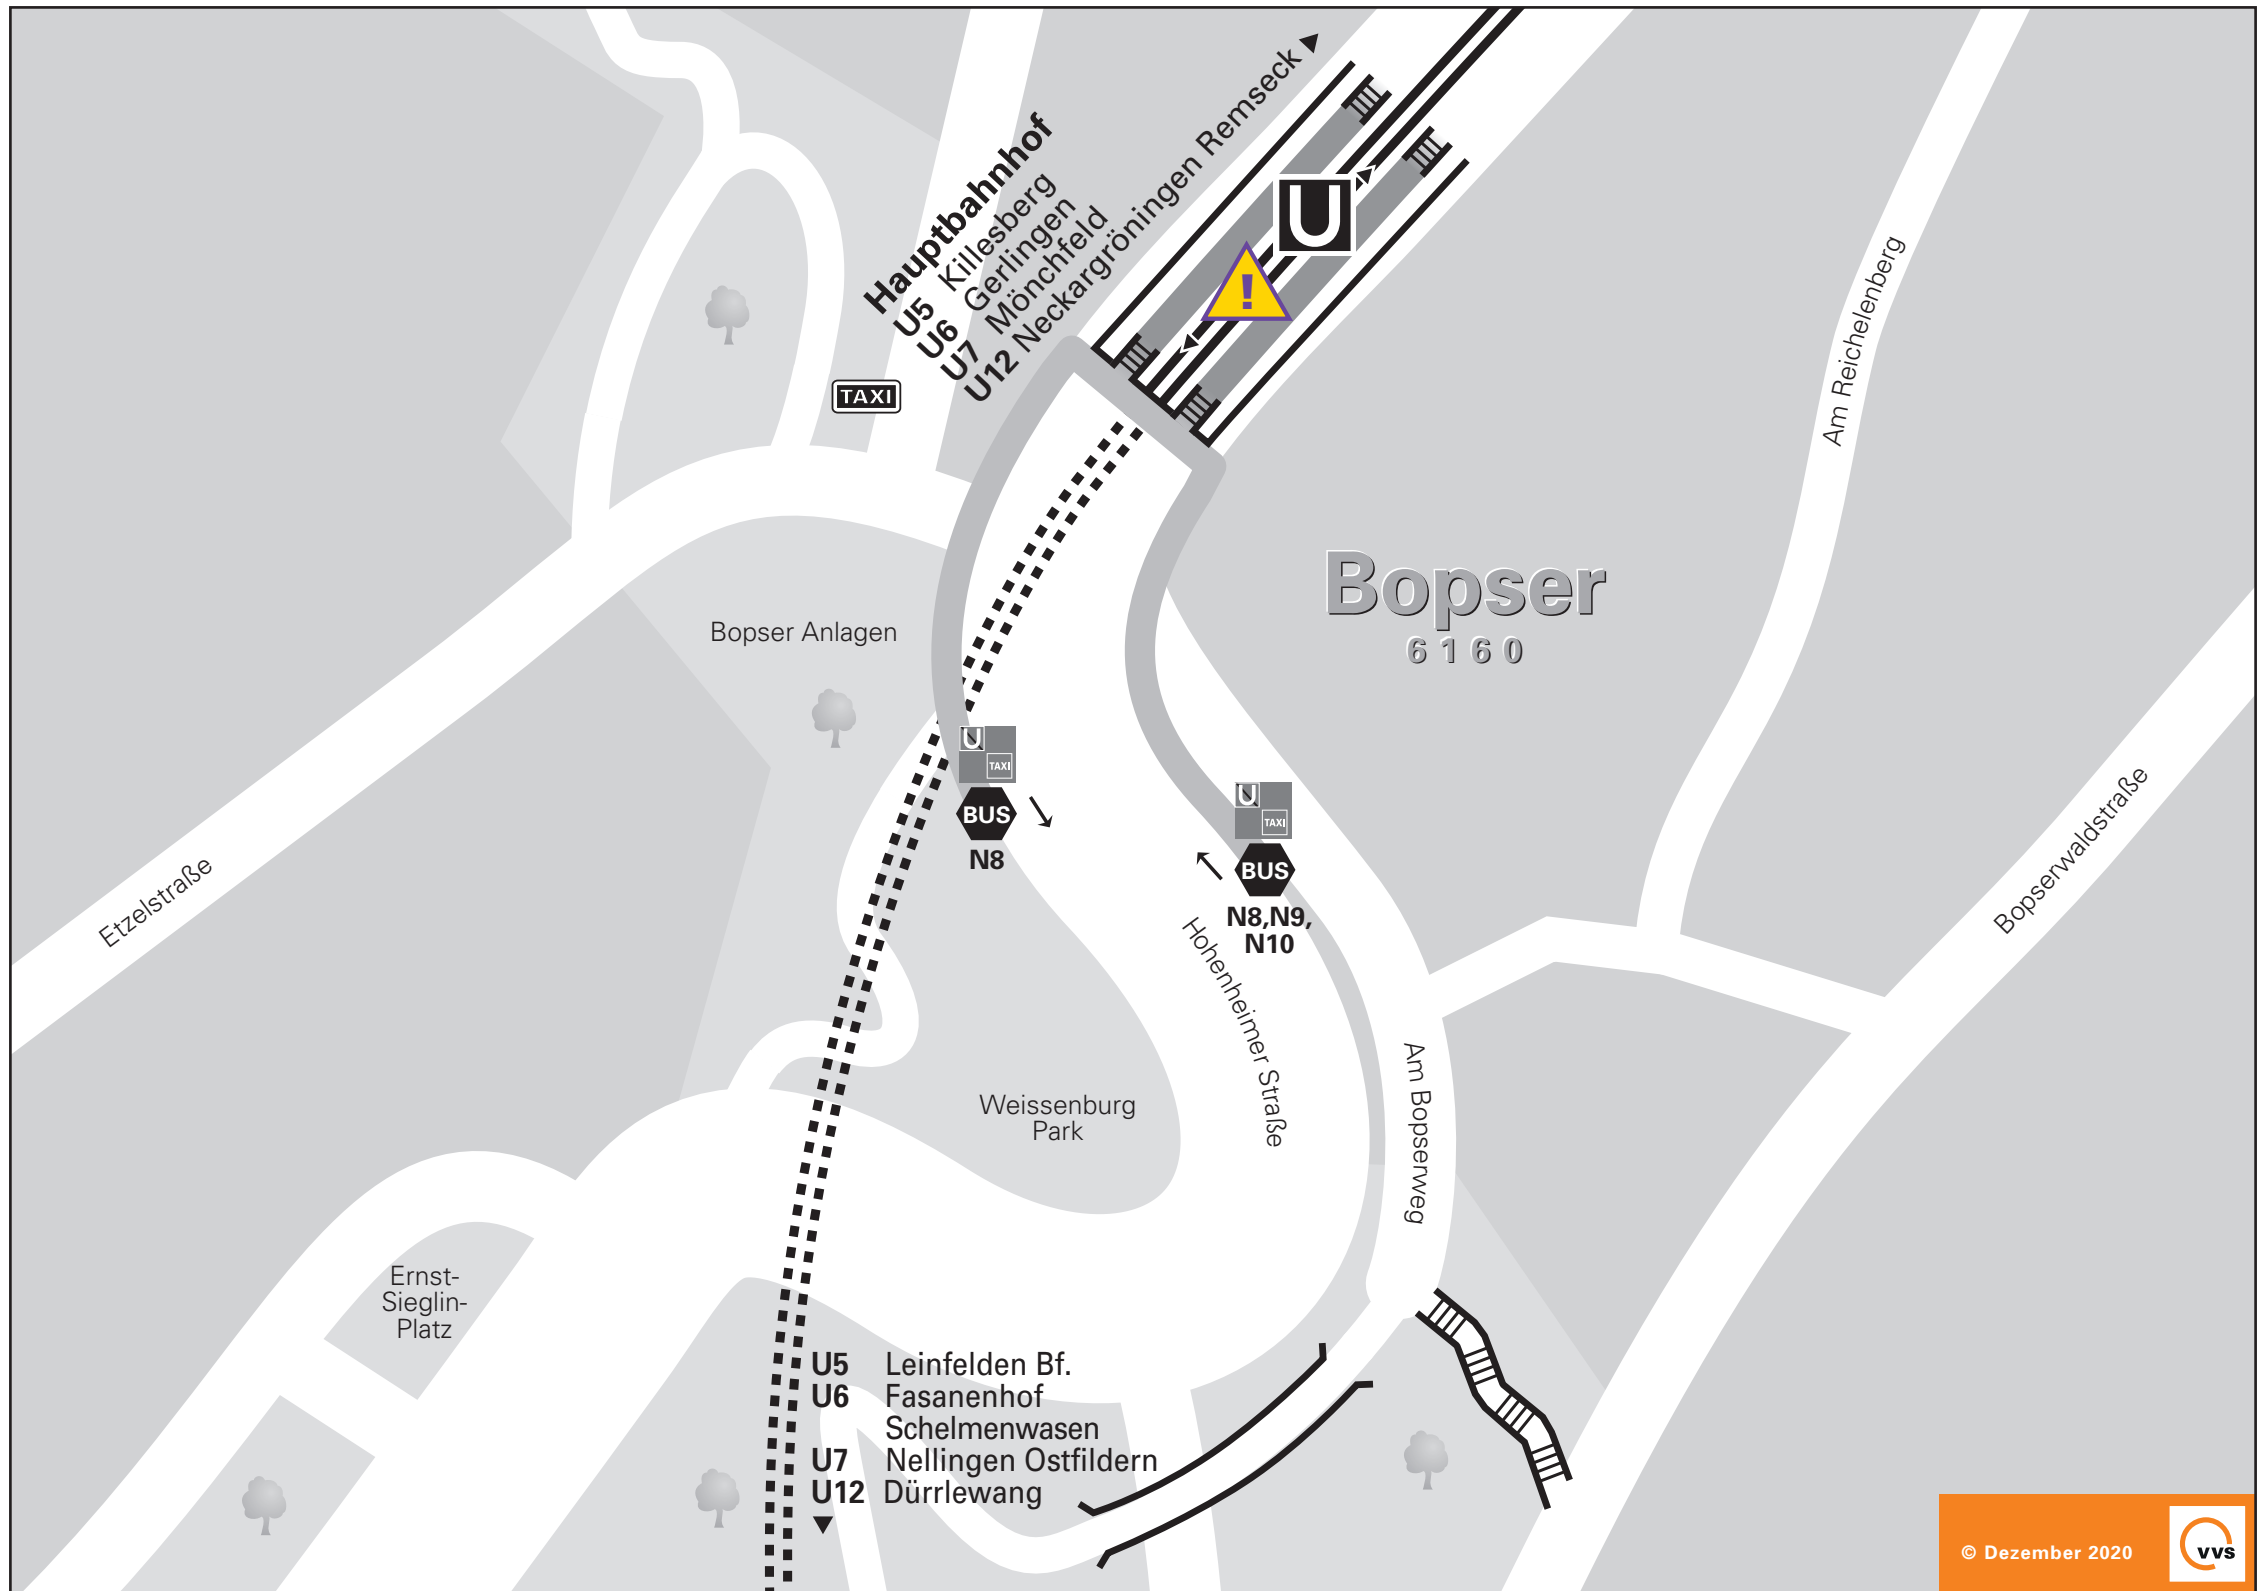 Hauptbahnhof
U5 Killesberg
U6 Gerlingen
U7 Mönchfeld
U12 Neckargröningen Remseck
U
!
TAXI
Am Reichelenberg
Bopser
6160
Bopser Anlagen
U
TAXI
BUS
N8
U
TAXI
BUS
N8,N9,
N10
Etzelstraße
Bopserwaldstraße
Hohenheimer Straße
Am Bopserweg
Weissenburg
Park
Ernst-
Sieglin-
Platz
U5 Leinfelden Bf.
U6 Fasanenhof
Schelmenwasen
U7 Nellingen Ostfildern
U12 Dürrlewang
© Dezember 2020
VVS